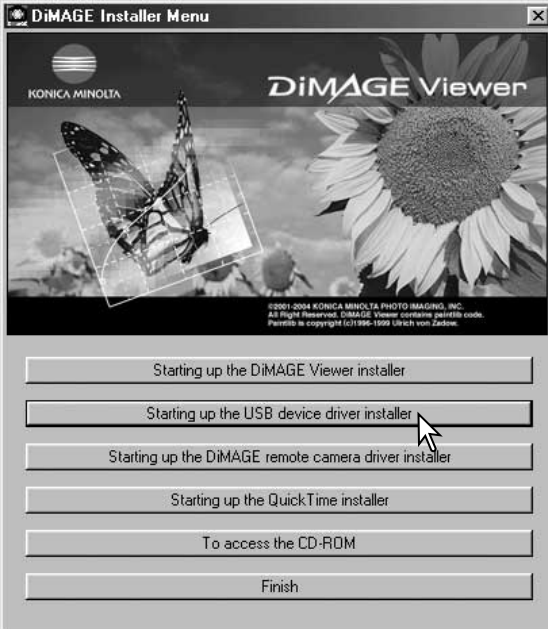 DiMAGE Installer Menu
KONICA MINOLTA
DiMAGE Viewer
©2001-2004 KONICA MINOLTA PHOTO IMAGING, INC.
All Right Reserved. DiMAGE Viewer contains paintlib code.
Paintlib is copyright (c)1996-1999 Ulrich von Zadow.
Starting up the DiMAGE Viewer installer
Starting up the USB device driver installer
Starting up the DiMAGE remote camera driver installer
Starting up the QuickTime installer
To access the CD-ROM
Finish